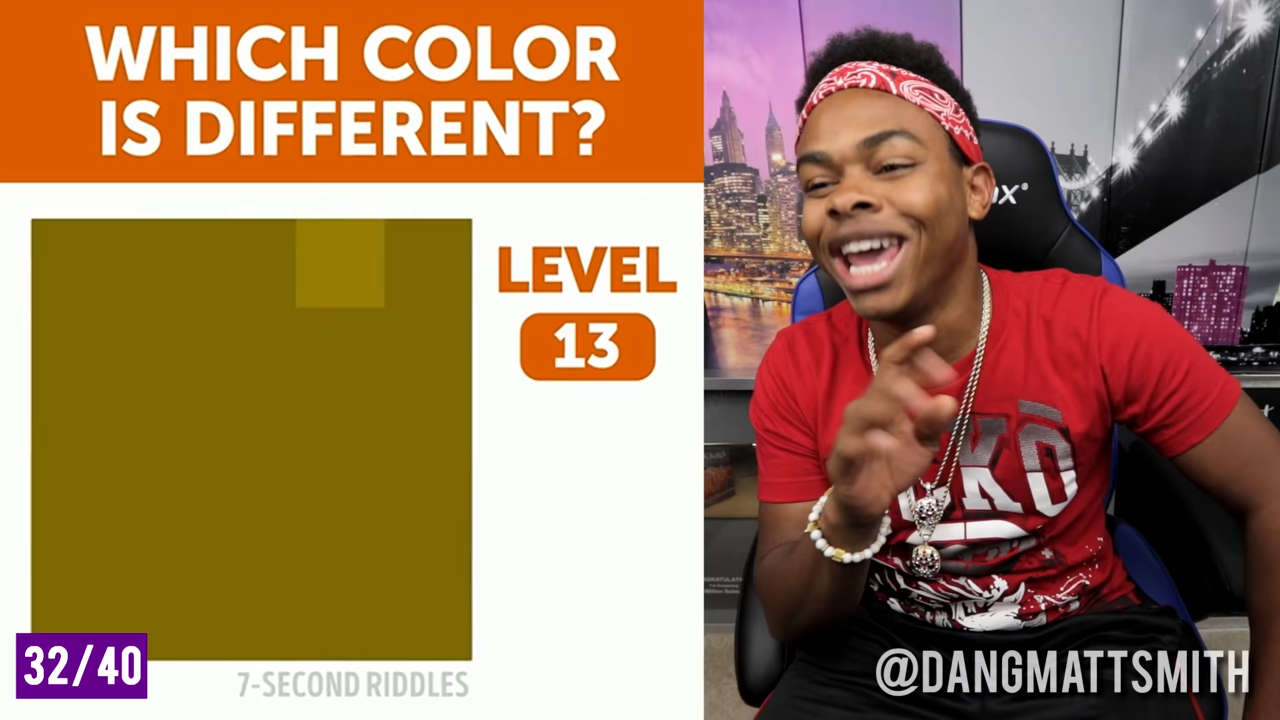 WHICH COLOR
IS DIFFERENT?
LEVEL
13
32/40
7-SECOND RIDDLES
@DANGMATTSMITH